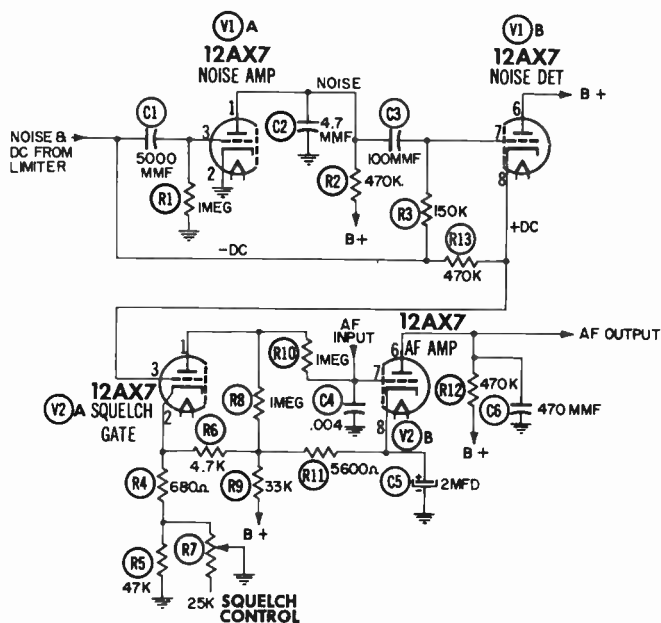 V1 A
12AX7
NOISE AMP
V1 B
12AX7
NOISE DET
B+
NOISE
1
6
C1
C2
4.7
MMF
C3
NOISE &
DC FROM
LIMITER
3
7
5000
MMF
100MMF
2
8
R1
1MEG
R2
470K
R3
150K
+DC
B+
R13
-DC
470K
AF
INPUT
12AX7
AF AMP
AF OUTPUT
1
6
R10
1MEG
3
7
12AX7
V2 A SQUELCH
GATE
2
R8
1MEG
C4
.004
R12
470K
C6
470 MMF
8
V2 B
R6
4.7K
R11
5600Ω
C5
+
-
2MFD
B+
R4
680Ω
R9
33K
B+
R5
47K
R7
25K
SQUELCH
CONTROL